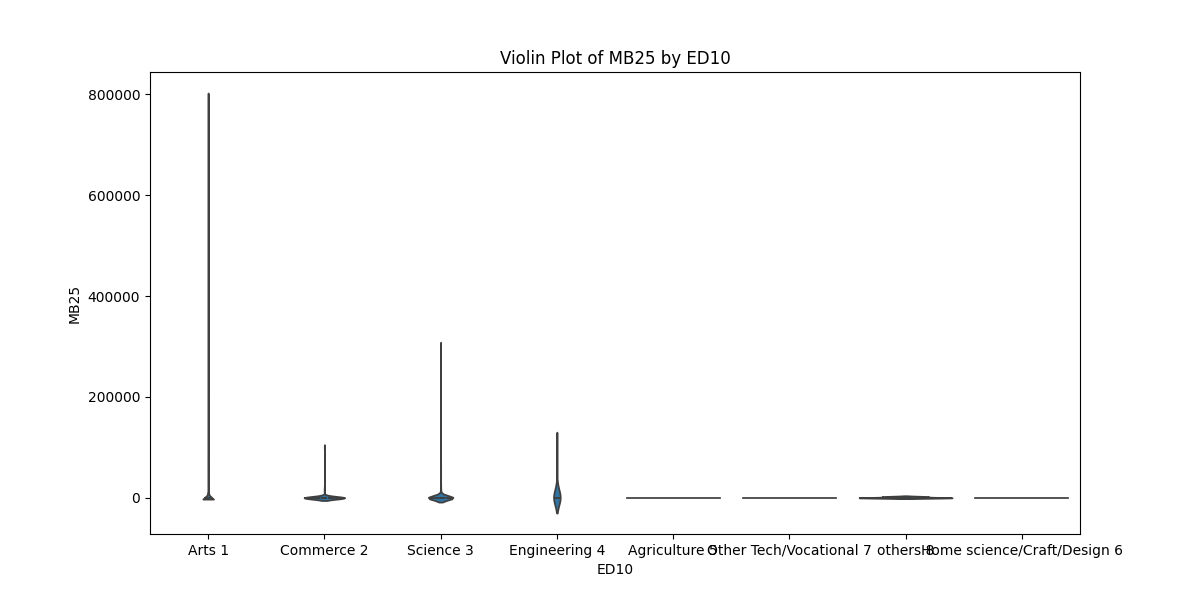 Violin Plot of MB25 by ED10
800000
600000
400000
200000
0
MB25
Arts 1
Commerce 2
Science 3
Engineering 4
Agriculture 5
Other Tech/Vocational 7
others 8
Home science/Craft/Design 6
ED10